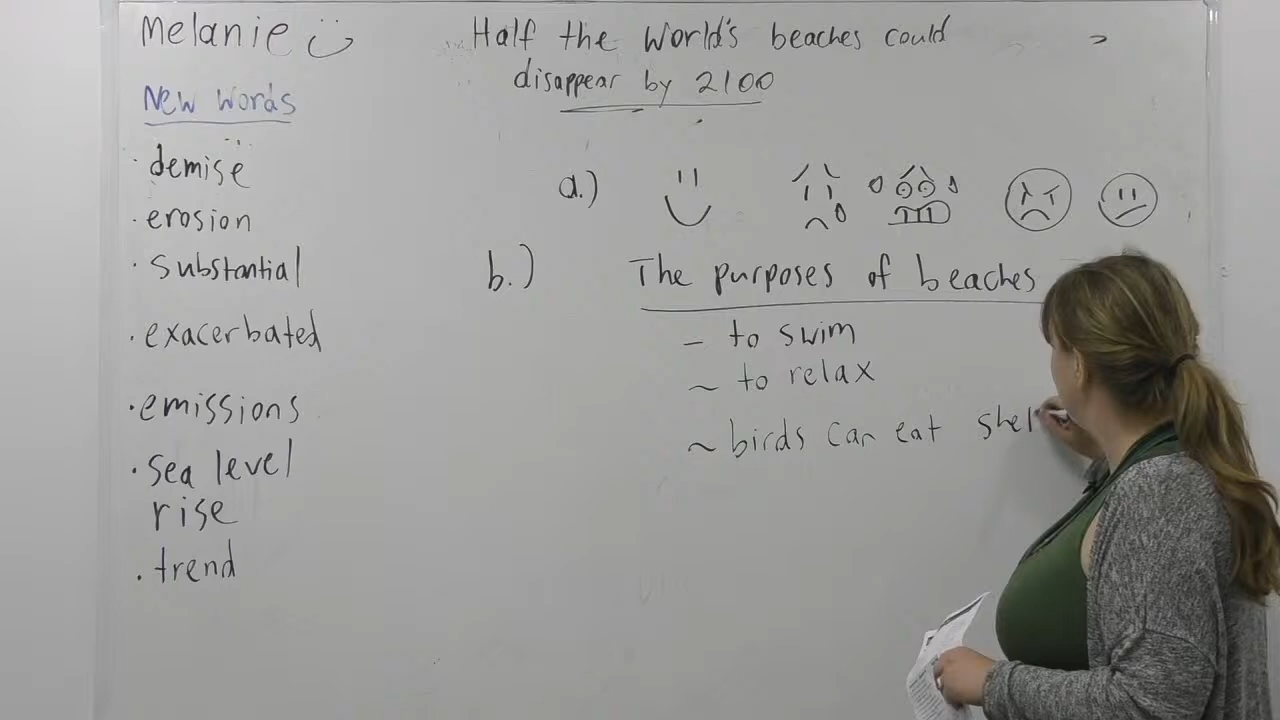 Melanie
Half the World's beaches could
disappear by 2100
New Words
· demise
· erosion
· Substantial
· exacerbated
· emissions
· sea level
rise
· trend
a.)
b.) The purposes of beaches
- to swim
~ to relax
~ birds can eat shel